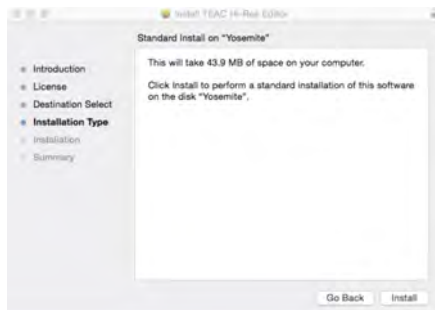 Install TEAC Hi-Res Editor
Standard Install on "Yosemite"
Introduction
License
Destination Select
Installation Type
Installation
Summary
This will take 43.9 MB of space on your computer.
Click Install to perform a standard installation of this software
on the disk "Yosemite".
Go Back
Install